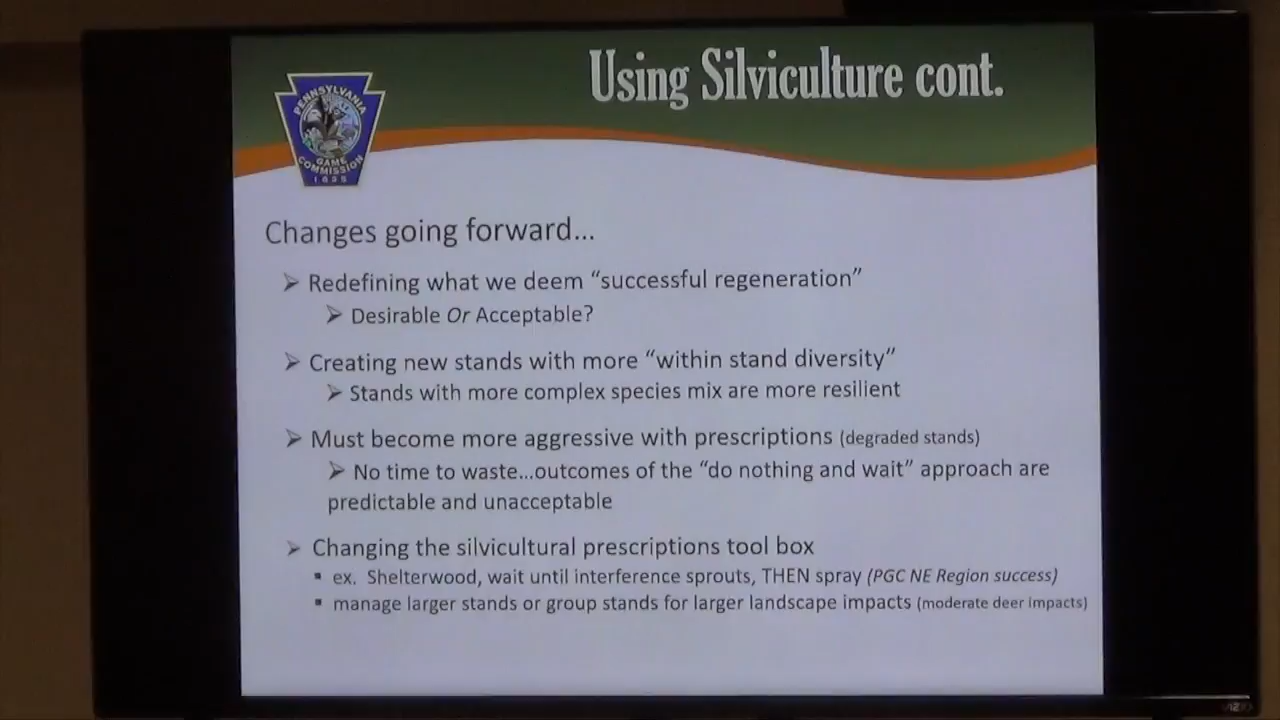 Using Silviculture cont.
PENNSYLVANIA
GAME
COMMISSION
1895
Changes going forward...
➢ Redefining what we deem “successful regeneration”
➢ Desirable Or Acceptable?
➢ Creating new stands with more “within stand diversity”
➢ Stands with more complex species mix are more resilient
➢ Must become more aggressive with prescriptions (degraded stands)
➢ No time to waste...outcomes of the “do nothing and wait” approach are
predictable and unacceptable
➢ Changing the silvicultural prescriptions tool box
▪ ex. Shelterwood, wait until interference sprouts, THEN spray (PGC NE Region success)
▪ manage larger stands or group stands for larger landscape impacts (moderate deer impacts)
VIZIO